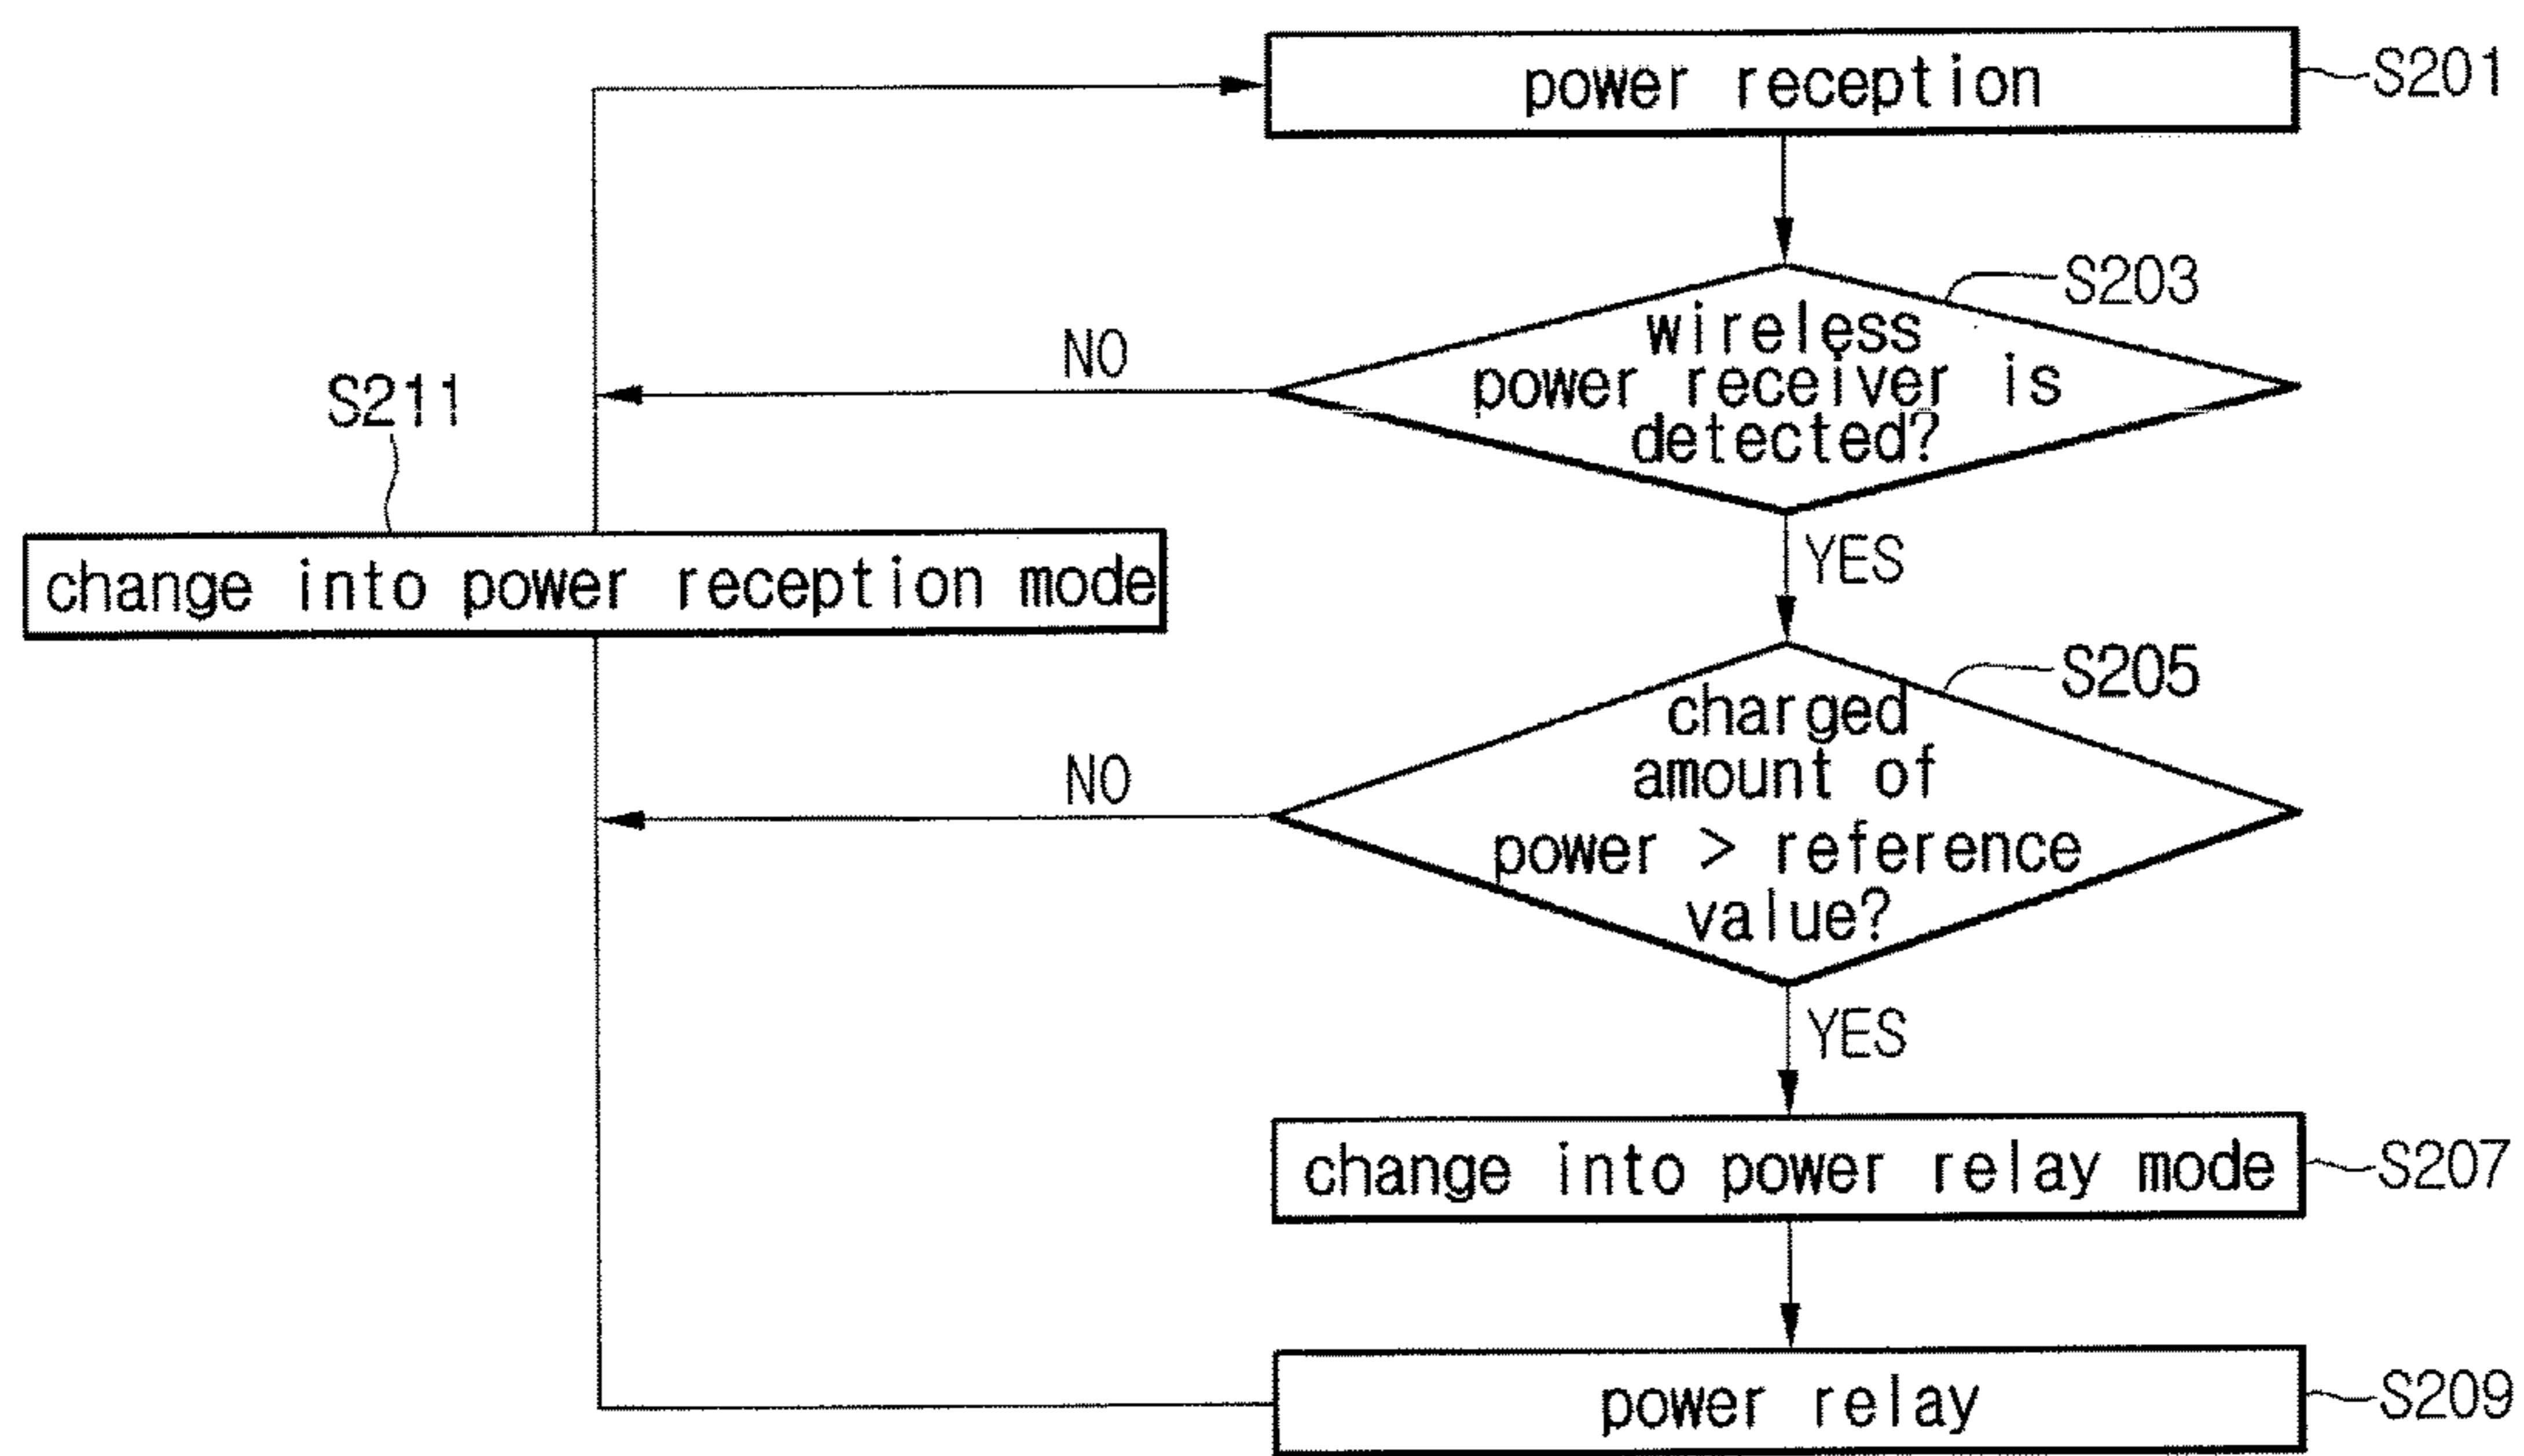 power reception
S201
S203
wireless
power receiver is
detected?
NO
S211
YES
change into power reception mode
S205
charged
amount of
power > reference
value?
NO
YES
change into power relay mode
S207
power relay
S209